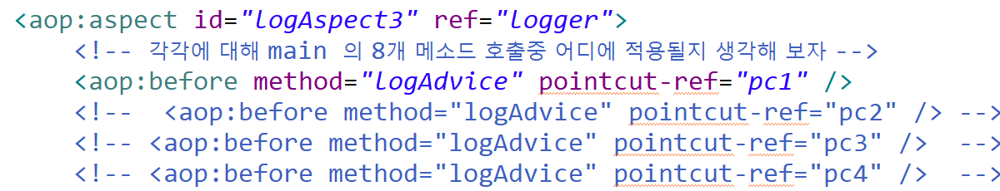 <aop:aspect id="logAspect3" ref="logger">
<!-- 각각에 대해 main 의 8개 메소드 호출중 어디에 적용될지 생각해 보자 -->
<aop:before method="logAdvice" pointcut-ref="pc1" />
<!-- <aop:before method="logAdvice" pointcut-ref="pc2" /> -->
<!-- <aop:before method="logAdvice" pointcut-ref="pc3" /> -->
<!-- <aop:before method="logAdvice" pointcut-ref="pc4" /> -->